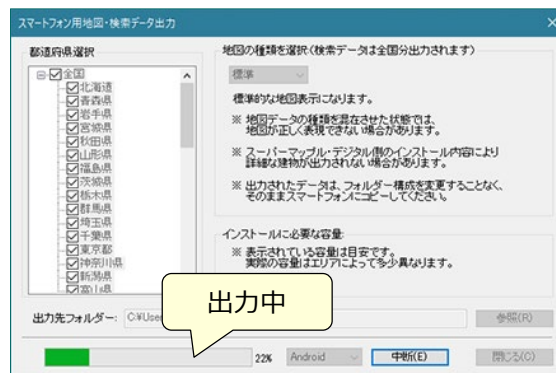 スマートフォン用地図・検索データ出力
都道府県選択
全国
北海道
青森県
岩手県
宮城県
秋田県
山形県
福島県
茨城県
栃木県
群馬県
埼玉県
千葉県
東京都
神奈川県
新潟県
富山県
地図の種類を選択(検索データは全国分出力されます)
標準
標準的な地図表示になります。
※ 地図データの種類を混在させた状態では、
地図が正しく表現できない場合があります。
※ スーパーマップル・デジタル側のインストール内容により
詳細な建物が出力されない場合があります。
※ 出力されたデータは、フォルダー構成を変更することなく、
そのままスマートフォンにコピーしてください。
インストールに必要な容量
※ 表示されている容量は目安です。
実際の容量はエリアによって多少異なります。
出力中
出力先フォルダー: C:¥User
参照(R)
22% Android 中断(E) 閉じる(C)